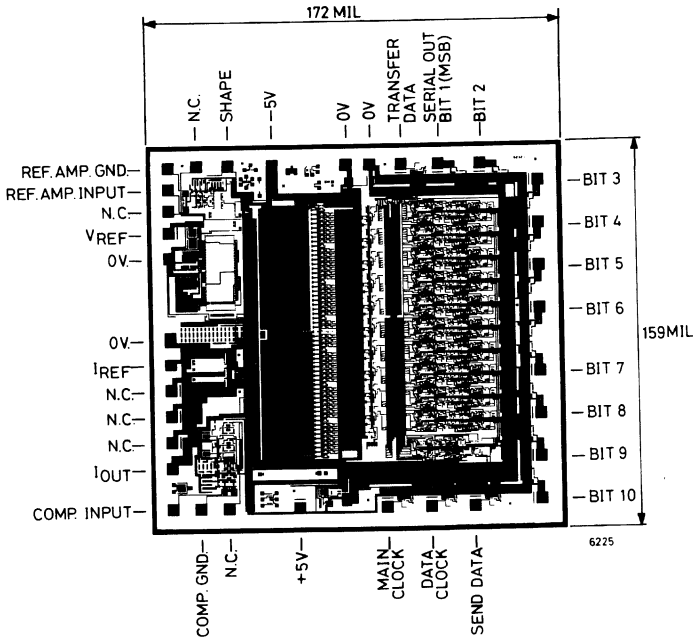 172 MIL
N.C.
SHAPE
-5V
0V
0V
TRANSFER
DATA
SERIAL OUT
BIT 1 (MSB)
BIT 2
REF. AMP. GND.
REF. AMP. INPUT
N.C
VREF
0V.
0V.
IREF
N.C.
N.C.
N.C.
IOUT
COMP. INPUT
BIT 3
BIT 4
BIT 5
BIT 6
BIT 7
BIT 8
BIT 9
BIT 10
159MIL
6225
COMP. GND.
N.C.
+5V
MAIN
CLOCK
DATA
CLOCK
SEND DATA